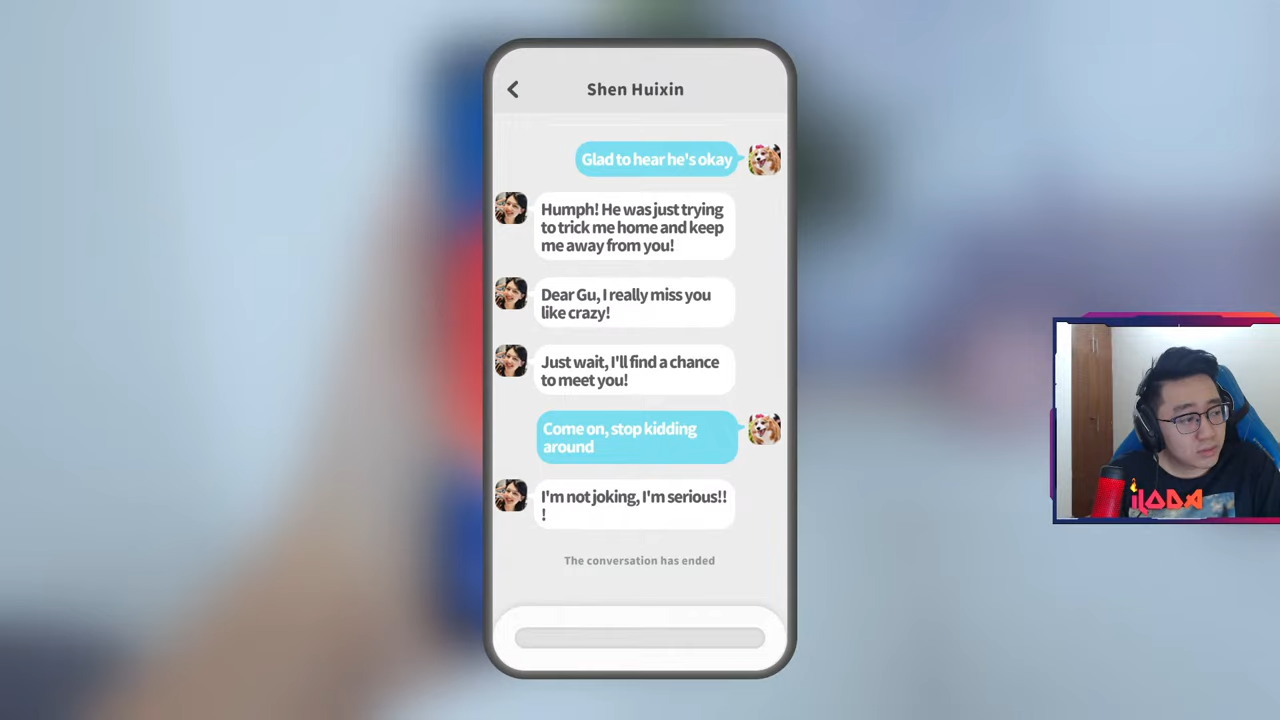 Shen Huixin
Glad to hear he's okay
Humph! He was just trying
to trick me home and keep
me away from you!
Dear Gu, I really miss you
like crazy!
Just wait, I'll find a chance
to meet you!
Come on, stop kidding
around
I'm not joking, I'm serious!!
!
The conversation has ended